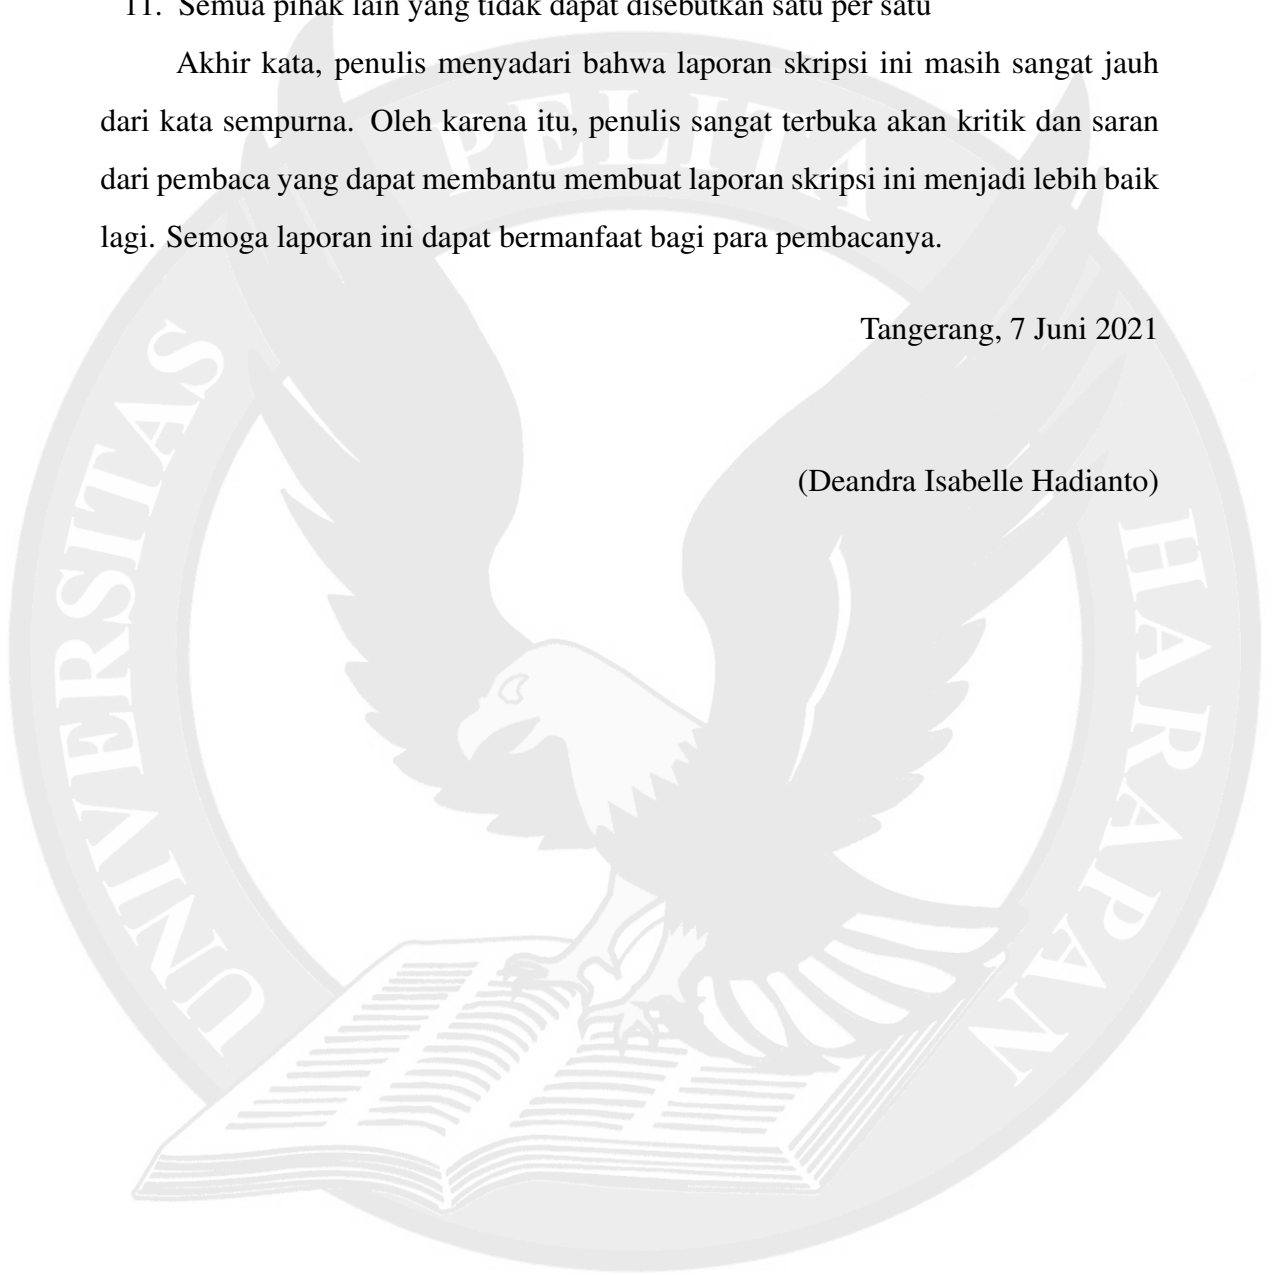 11. Semua pihak lain yang tidak dapat disebutkan satu per satu
Akhir kata, penulis menyadari bahwa laporan skripsi ini masih sangat jauh
dari kata sempurna. Oleh karena itu, penulis sangat terbuka akan kritik dan saran
dari pembaca yang dapat membantu membuat laporan skripsi ini menjadi lebih baik
lagi. Semoga laporan ini dapat bermanfaat bagi para pembacanya.
Tangerang, 7 Juni 2021
(Deandra Isabelle Hadianto)
UNIVERSITAS PELITA HARAPAN